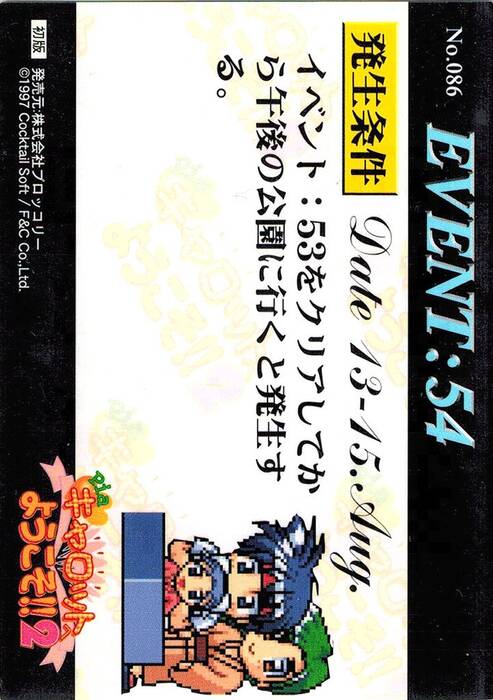 No.086
EVENT:54
発生条件 Date 13-15. Aug.
イベント：53をクリアしてか
ら午後の公園に行くと発生す
る。
Pia
キャロットへ
ようこそ!!2
初版 発売元:株式会社ブロッコリー
©1997 Cocktail Soft / F&C Co.,Ltd.